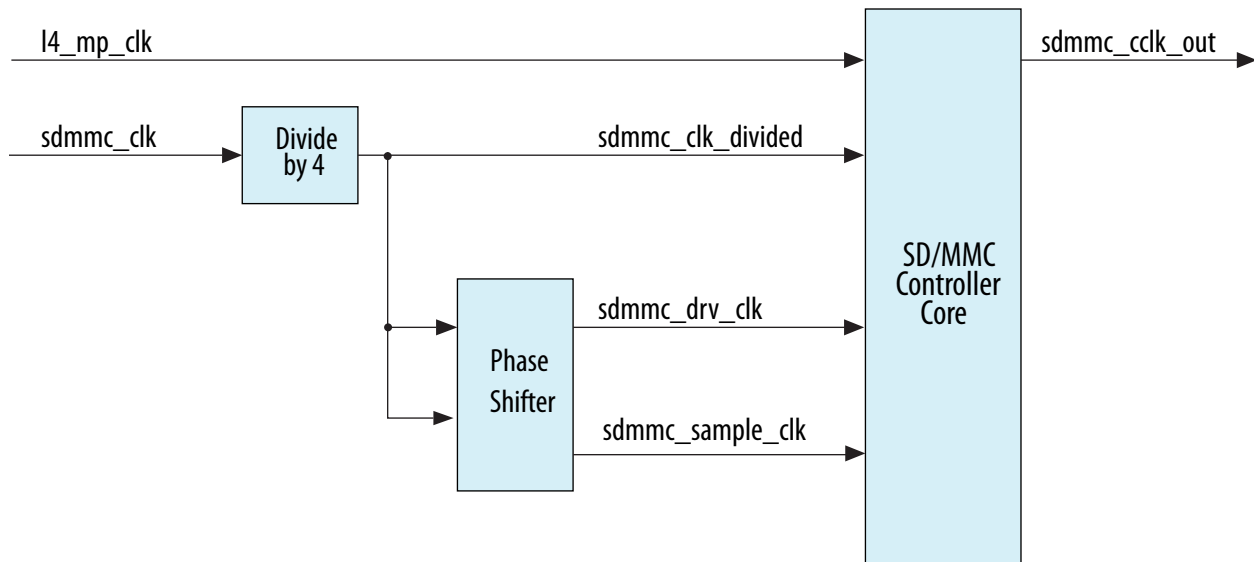 l4_mp_clk
sdmmc_cclk_out
sdmmc_clk
Divide
by 4
sdmmc_clk_divided
SD/MMC
Controller
Core
sdmmc_drv_clk
Phase
Shifter
sdmmc_sample_clk